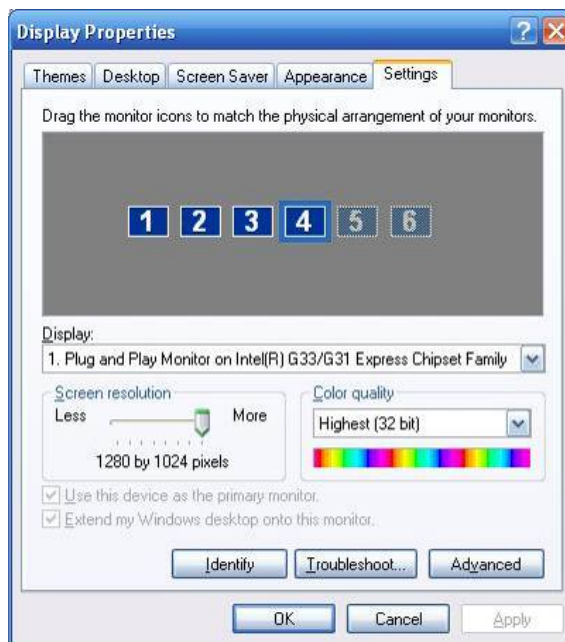 Display Properties
Themes Desktop Screen Saver Appearance Settings
Drag the monitor icons to match the physical arrangement of your monitors.
1 2 3 4 5 6
Display:
1. Plug and Play Monitor on Intel(R) G33/G31 Express Chipset Family
Screen resolution
Less More
1280 by 1024 pixels
Color quality
Highest (32 bit)
Use this device as the primary monitor.
Extend my Windows desktop onto this monitor.
Identify Troubleshoot... Advanced
OK Cancel Apply